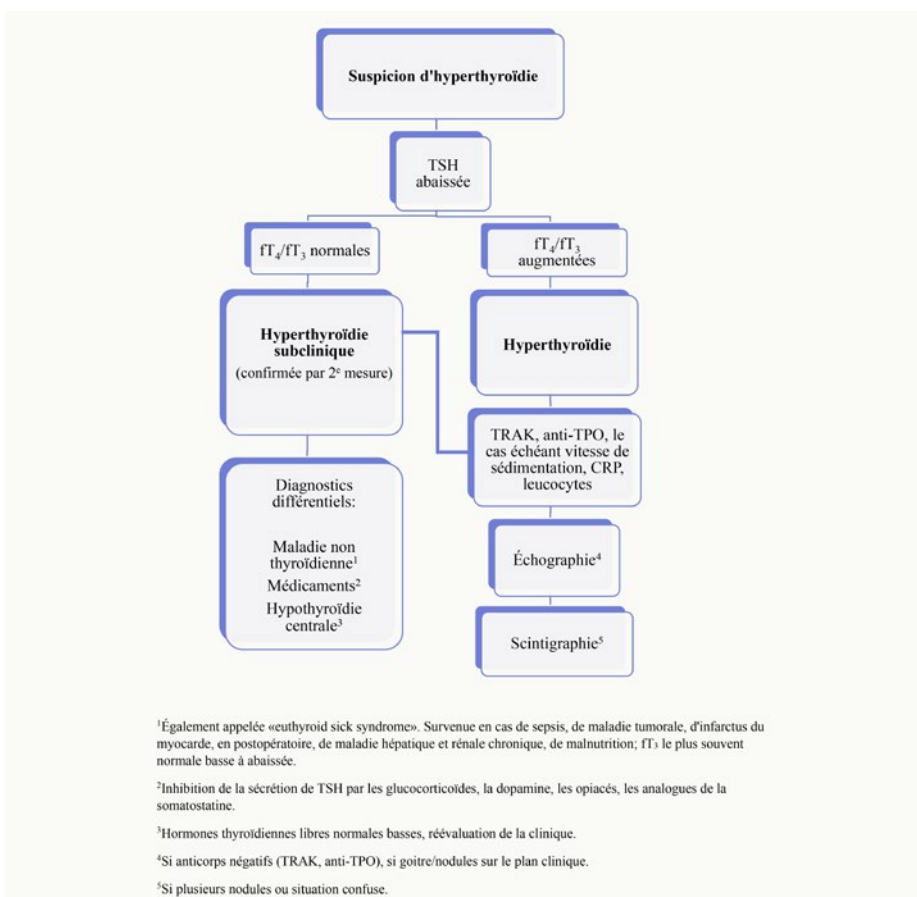 Suspicion d'hyperthyroïdie
TSH
abaissée
fT₄/fT₃ normales
fT₄/fT₃
augmentées
Hyperthyroïdie
subclinique
(confirmée par 2ᵉ mesure)
Hyperthyroïdie
TRAK, anti-TPO, le
cas échéant vitesse de
sédimentation, CRP,
leucocytes
Diagnostics
différentiels:
Maladie non
thyroïdienne¹
Médicaments²
Hypothyroïdie
centrale³
Échographie⁴
Scintigraphie⁵
¹Également appelée «euthyroid sick syndrome». Survenue en cas de sepsis, de maladie tumorale, d'infarctus du
myocarde, en postopératoire, de maladie hépatique et rénale chronique, de malnutrition; fT₃ le plus souvent
normale basse à abaissée.
²Inhibition de la sécrétion de TSH par les glucocorticoïdes, la dopamine, les opiacés, les analogues de la
somatostatine.
³Hormones thyroïdiennes libres normales basses, réévaluation de la clinique.
⁴Si anticorps négatifs (TRAK, anti-TPO), si goitre/nodules sur le plan clinique.
⁵Si plusieurs nodules ou situation confuse.